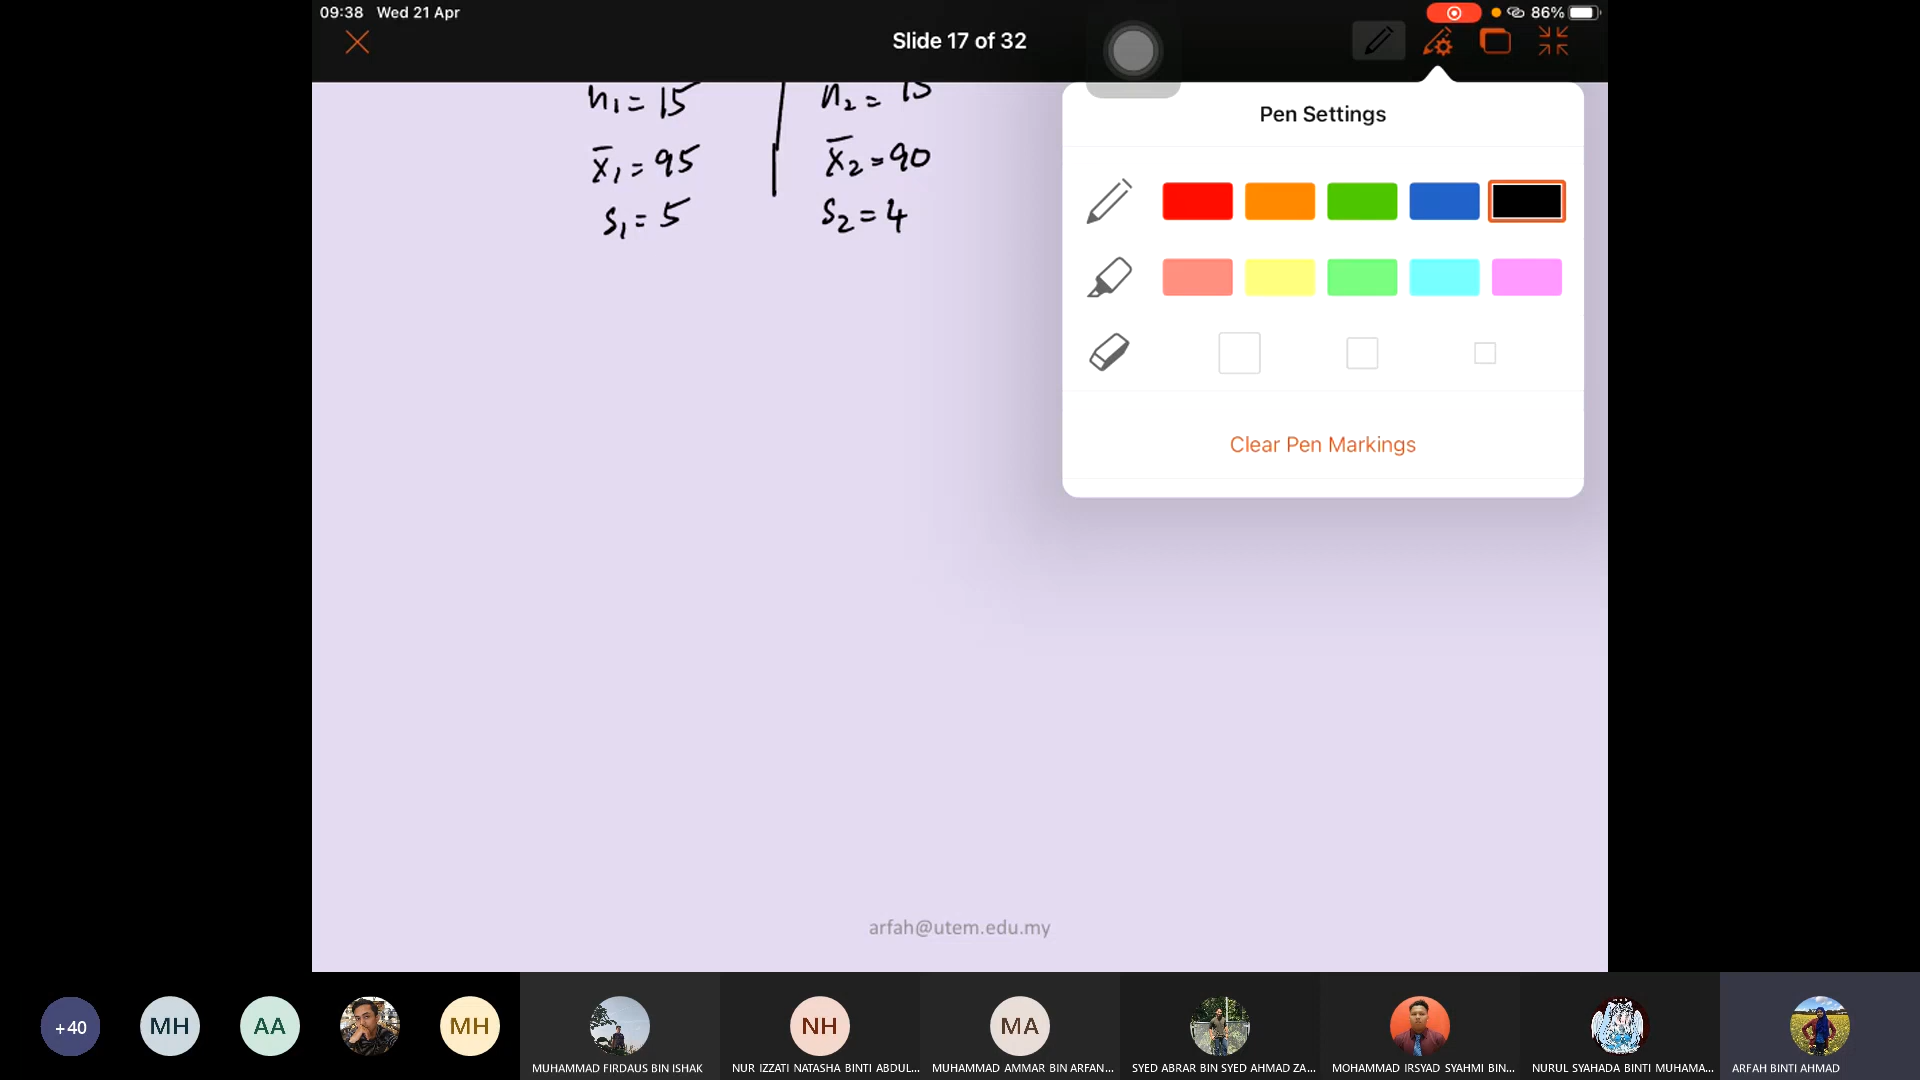 09:38 Wed 21 Apr
86%
Slide 17 of 32
n₁ = 15
n₂ = 15
x̄₁ = 95
x̄₂ = 90
s₁ = 5
s₂ = 4
Pen Settings
Clear Pen Markings
arfah@utem.edu.my
+40
MH
AA
MH
NH
MA
MUHAMMAD FIRDAUS BIN ISHAK
NUR IZZATI NATASHA BINTI ABDUL...
MUHAMMAD AMMAR BIN ARFAN...
SYED ABRAR BIN SYED AHMAD ZA...
MOHAMMAD IRSYAD SYAHMI BIN...
NURUL SYAHADA BINTI MUHAMA...
ARFAH BINTI AHMAD